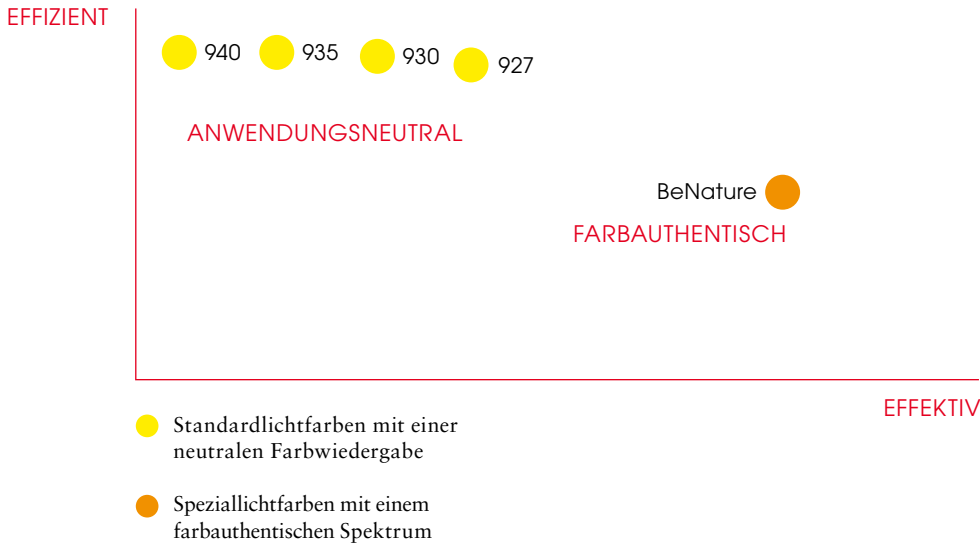 EFFIZIENT
940 935 930 927
ANWENDUNGSNEUTRAL
BeNature
FARBAUTHENTISCH
EFFEKTIV
Standardlichtfarben mit einer
neutralen Farbwiedergabe
Speziallichtfarben mit einem
farbauthentischen Spektrum